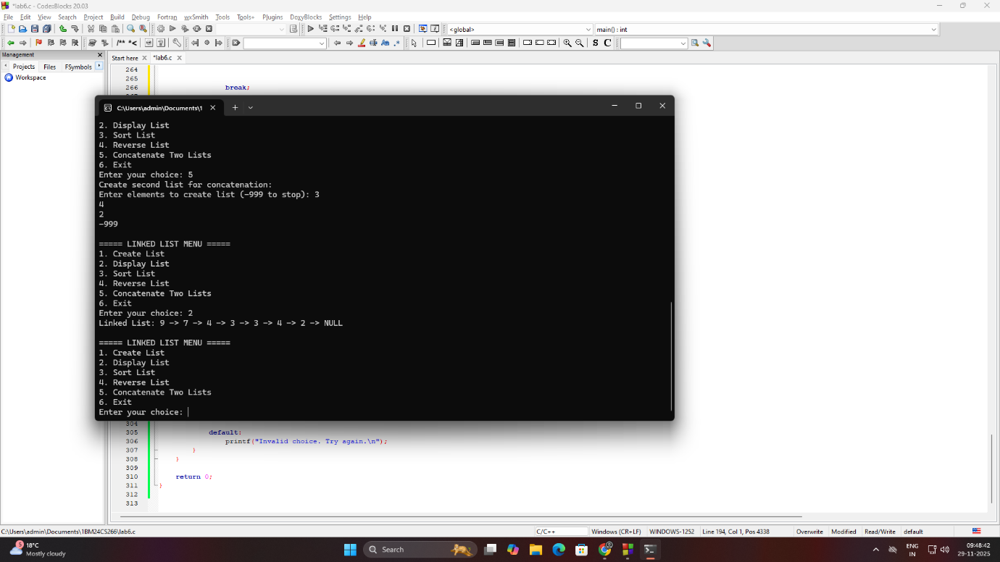 *lab6.c - CodeBlocks 20.03
File Edit View Search Project Build Debug Fortran wxSmith Tools Tools+ Plugins DoxyBlocks Settings Help
<global>
main() : int
/** *<
S C
Management
Projects Files FSymbols
Workspace
Start here
*lab6.c
264
265
266 break;
C:\Users\admin\Documents\1
2. Display List
3. Sort List
4. Reverse List
5. Concatenate Two Lists
6. Exit
Enter your choice: 5
Create second list for concatenation:
Enter elements to create list (-999 to stop): 3
4
2
-999
===== LINKED LIST MENU =====
1. Create List
2. Display List
3. Sort List
4. Reverse List
5. Concatenate Two Lists
6. Exit
Enter your choice: 2
Linked List: 9 -> 7 -> 4 -> 3 -> 3 -> 4 -> 2 -> NULL
===== LINKED LIST MENU =====
1. Create List
2. Display List
3. Sort List
4. Reverse List
5. Concatenate Two Lists
6. Exit
Enter your choice:
304
305 default:
306 printf("Invalid choice. Try again.\n");
307 }
308 }
309
310 return 0;
311 }
312
313
C:\Users\admin\Documents\1BM24CS266\lab6.c
C/C++ Windows (CR+LF) WINDOWS-1252 Line 194, Col 1, Pos 4338 Overwrite Modified Read/Write default
5
18°C
Mostly cloudy
Search
ENG
IN
09:48:42
29-11-2025